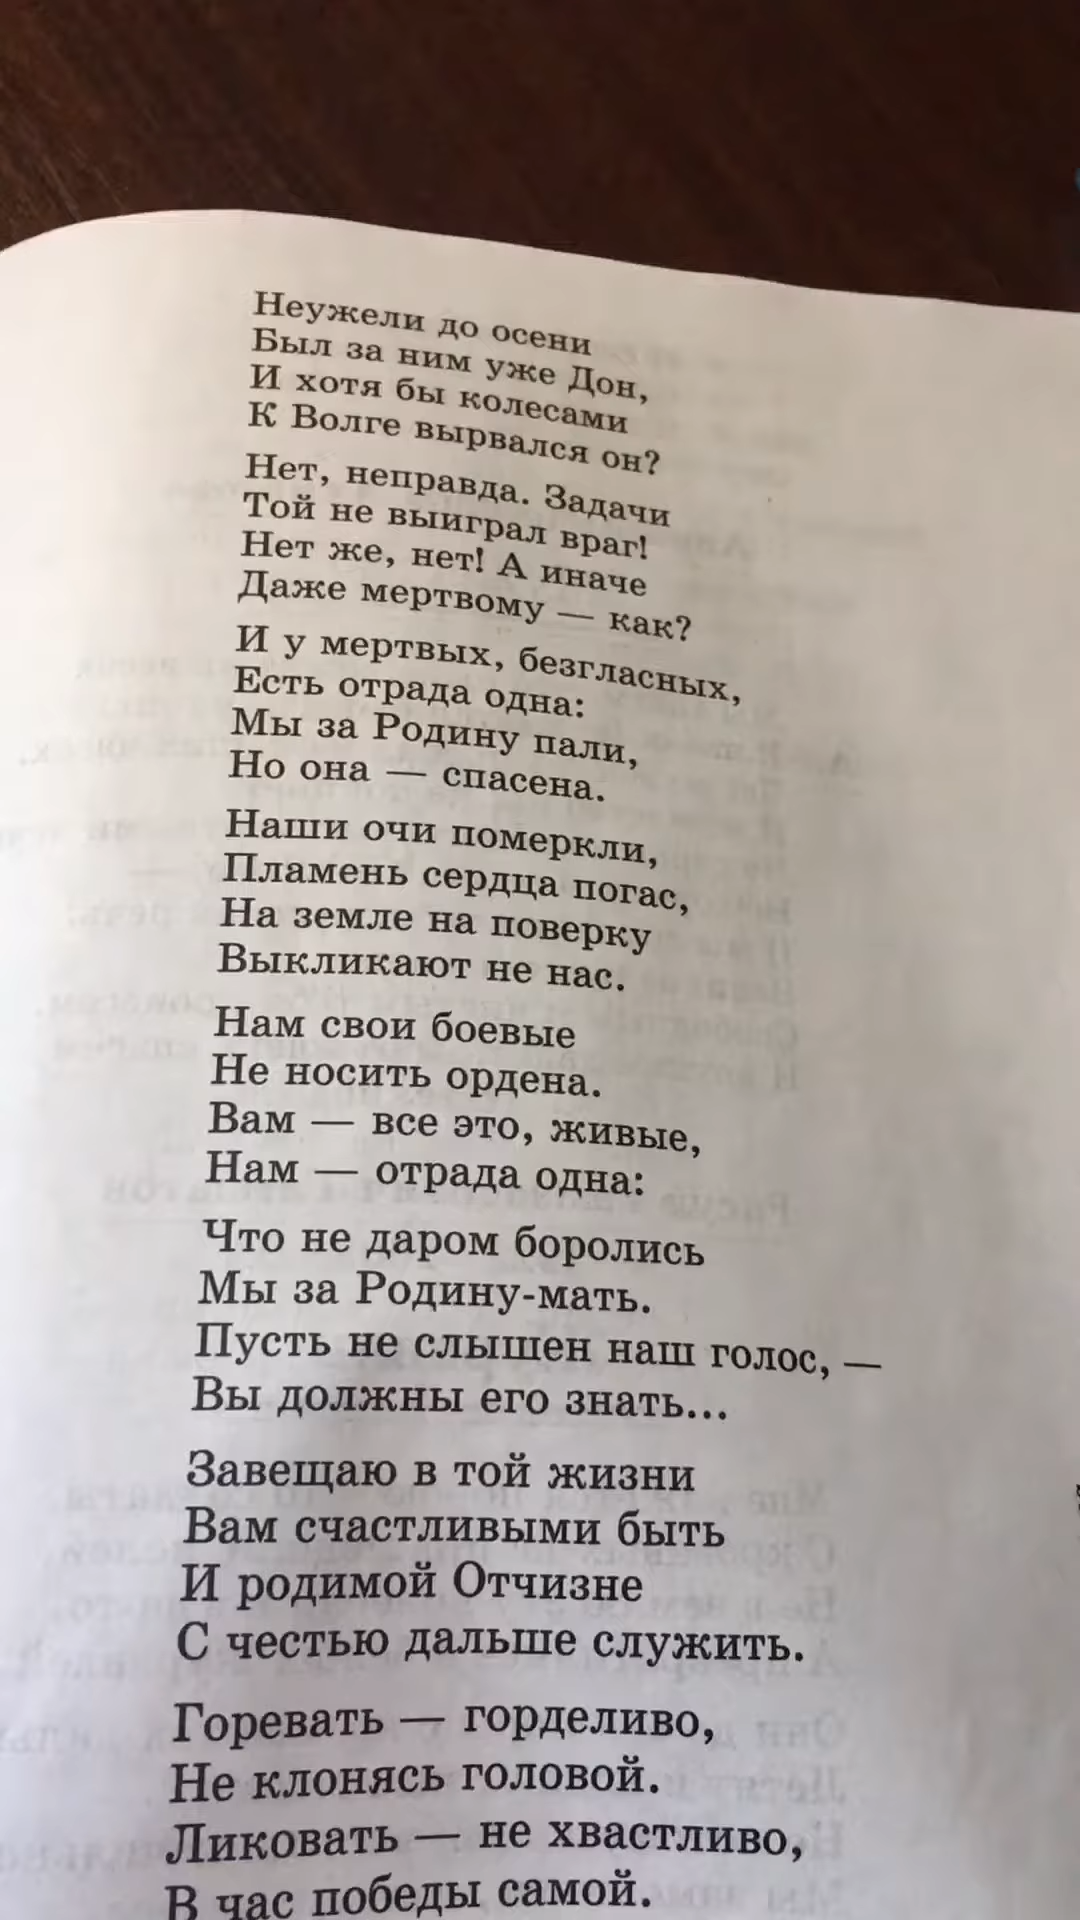 Неужели до осени
Был за ним уже Дон,
И хотя бы колесами
К Волге вырвался он?
Нет, неправда. Задачи
Той не выиграл враг!
Нет же, нет! А иначе
Даже мертвому — как?
И у мертвых, безгласных,
Есть отрада одна:
Мы за Родину пали,
Но она — спасена.
Наши очи померкли,
Пламень сердца погас,
На земле на поверку
Выкликают не нас.
Нам свои боевые
Не носить ордена.
Вам — все это, живые,
Нам — отрада одна:
Что не даром боролись
Мы за Родину-мать.
Пусть не слышен наш голос, —
Вы должны его знать...
Завещаю в той жизни
Вам счастливыми быть
И родимой Отчизне
С честью дальше служить.
Горевать — горделиво,
Не клонясь головой.
Ликовать — не хвастливо,
В час победы самой.